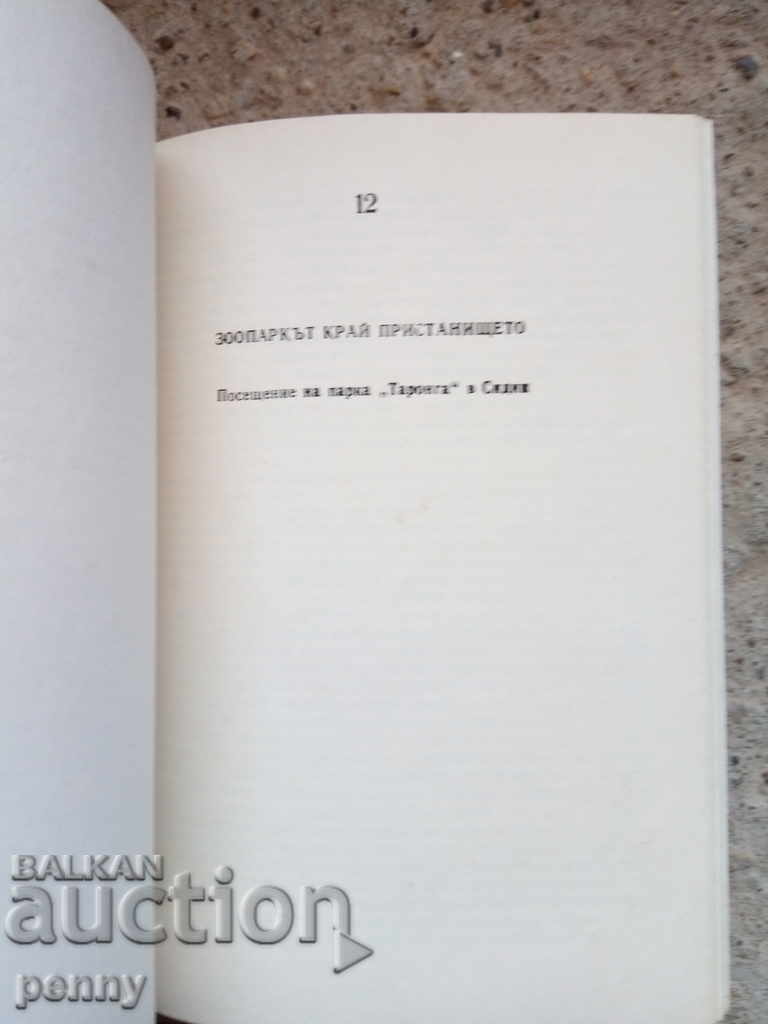 12
ЗООПАРКЪТ КРАЙ ПРИСТАНИЩЕТО
Посещение на парка „Таронга“ в Сидни
BALKAN
auction
penny